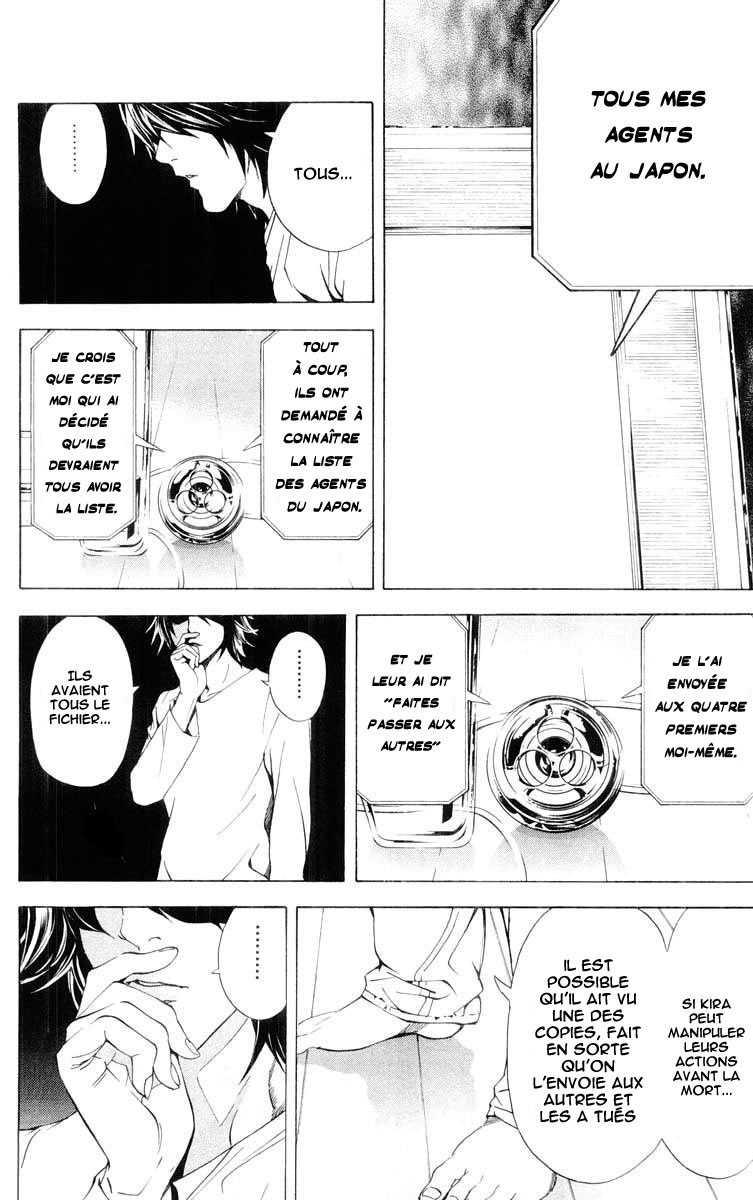 TOUS MES
AGENTS
AU JAPON.
TOUS...
........
TOUT
À COUP,
ILS ONT
DEMANDÉ À
CONNAÎTRE
LA LISTE
DES AGENTS
DU JAPON.
JE CROIS
QUE C'EST
MOI QUI AI
DÉCIDÉ
QU'ILS
DEVRAIENT
TOUS AVOIR
LA LISTE.
JE L'AI
ENVOYÉE
AUX QUATRE
PREMIERS
MOI-MÊME.
ET JE
LEUR AI DIT
"FAITES
PASSER AUX
AUTRES"
........
ILS
AVAIENT
TOUS LE
FICHIER...
SI KIRA
PEUT
MANIPULER
LEURS
ACTIONS
AVANT LA
MORT...
IL EST
POSSIBLE
QU'IL AIT VU
UNE DES
COPIES, FAIT
EN SORTE
QU'ON
L'ENVOIE AUX
AUTRES ET
LES A TUÉS
........